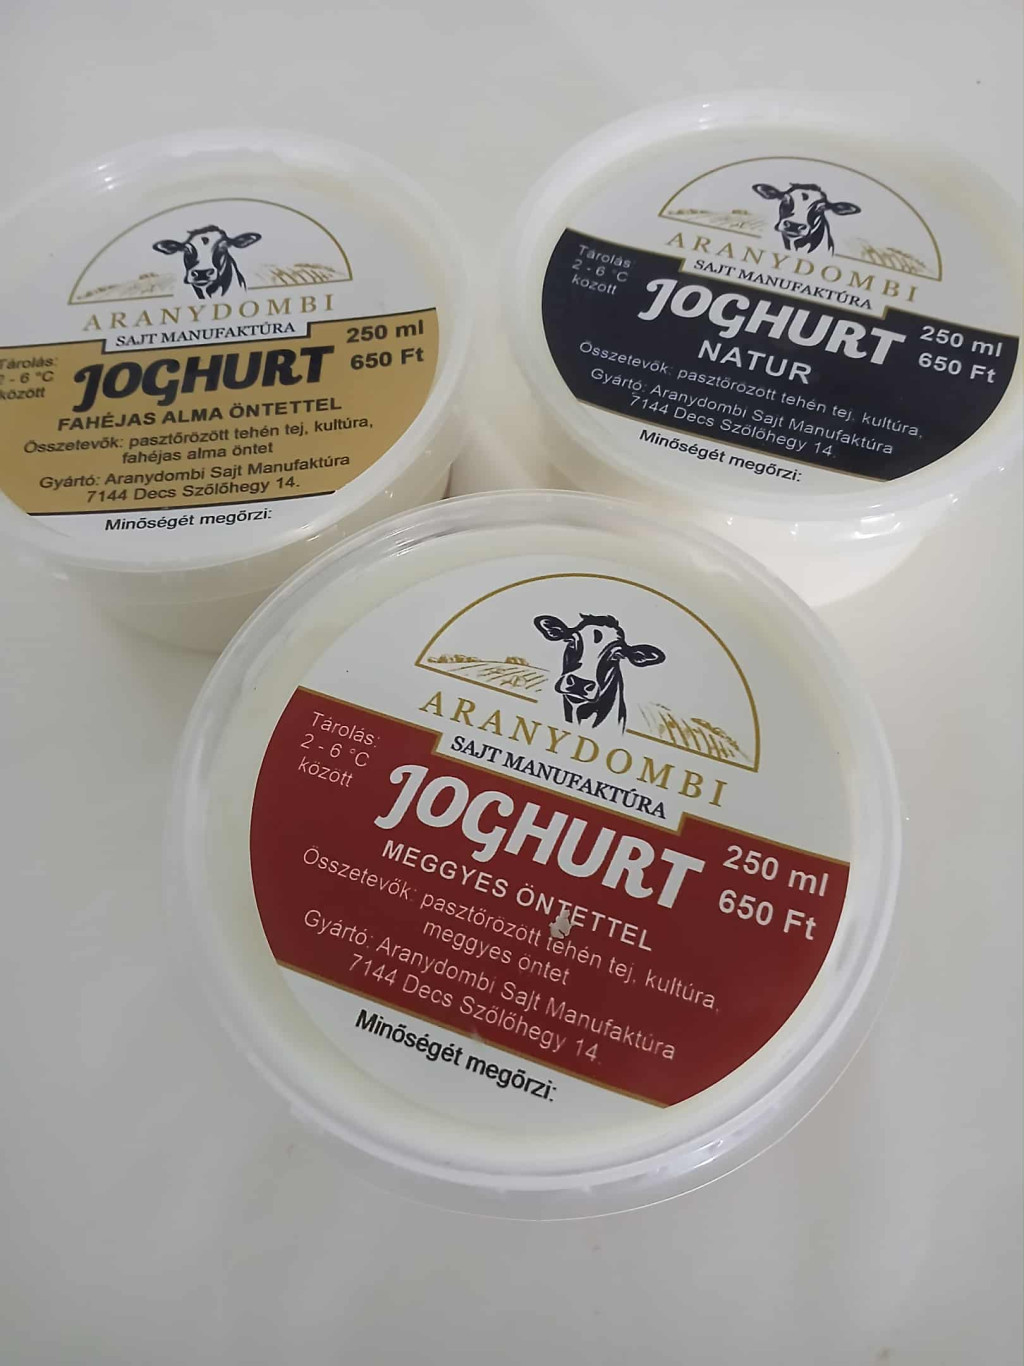 ARANYDOMBI
SAJT MANUFAKTÚRA
Tárolás:
2 - 6 °C
között
JOGHURT
250 ml
650 Ft
FAHÉJAS ALMA ÖNTETTEL
Összetevők: pasztőrözött tehén tej, kultúra,
fahéjas alma öntet
Gyártó: Aranydombi Sajt Manufaktúra
7144 Decs Szőlőhegy 14.
Minőségét megőrzi:
ARANYDOMBI
SAJT MANUFAKTÚRA
Tárolás:
2 - 6 °C
között
JOGHURT
250 ml
650 Ft
NATUR
Összetevők: pasztőrözött tehén tej, kultúra,
Gyártó: Aranydombi Sajt Manufaktúra
7144 Decs Szőlőhegy 14.
Minőségét megőrzi:
ARANYDOMBI
SAJT MANUFAKTÚRA
Tárolás:
2 - 6 °C
között
JOGHURT
250 ml
650 Ft
MEGGYES ÖNTETTEL
Összetevők: pasztőrözött tehén tej, kultúra,
meggyes öntet
Gyártó: Aranydombi Sajt Manufaktúra
7144 Decs Szőlőhegy 14.
Minőségét megőrzi: